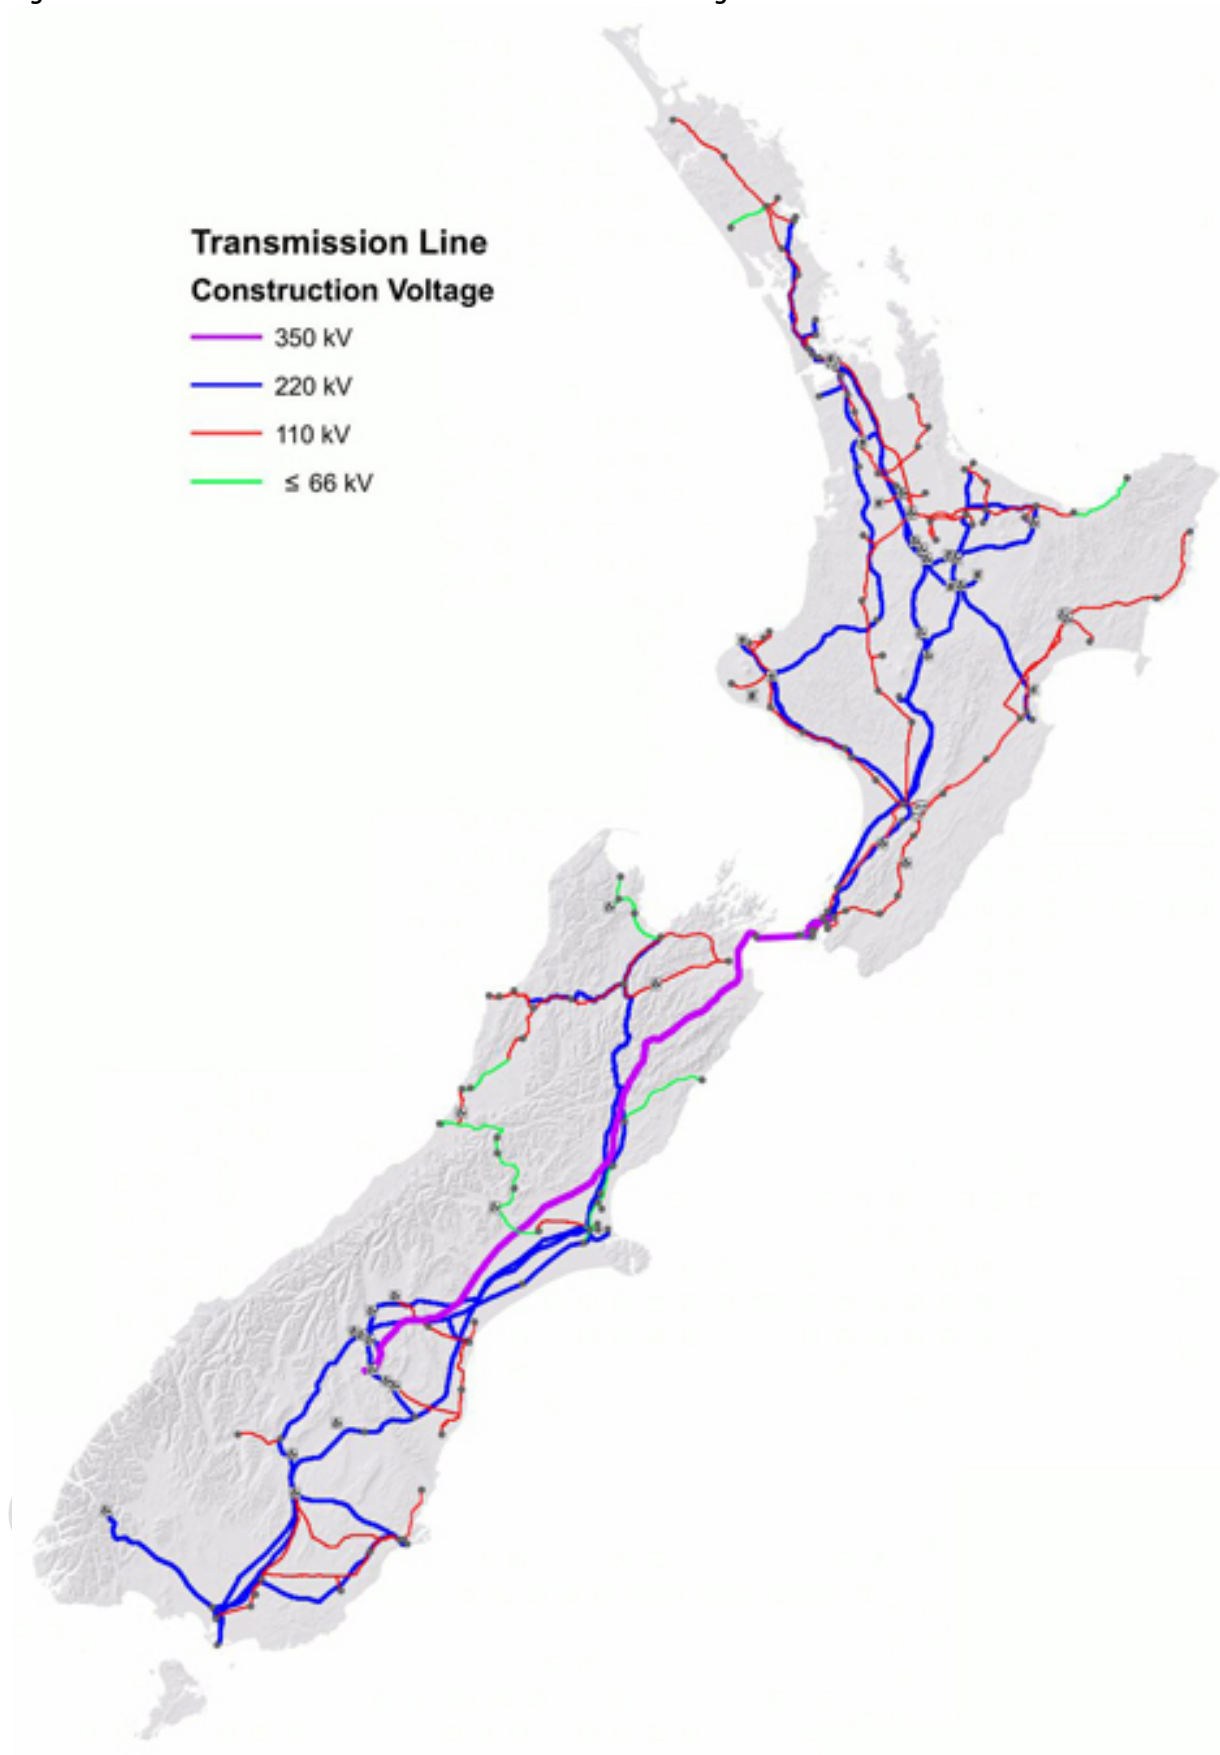 Transmission Line
Construction Voltage
350 kV
220 kV
110 kV
≤ 66 kV